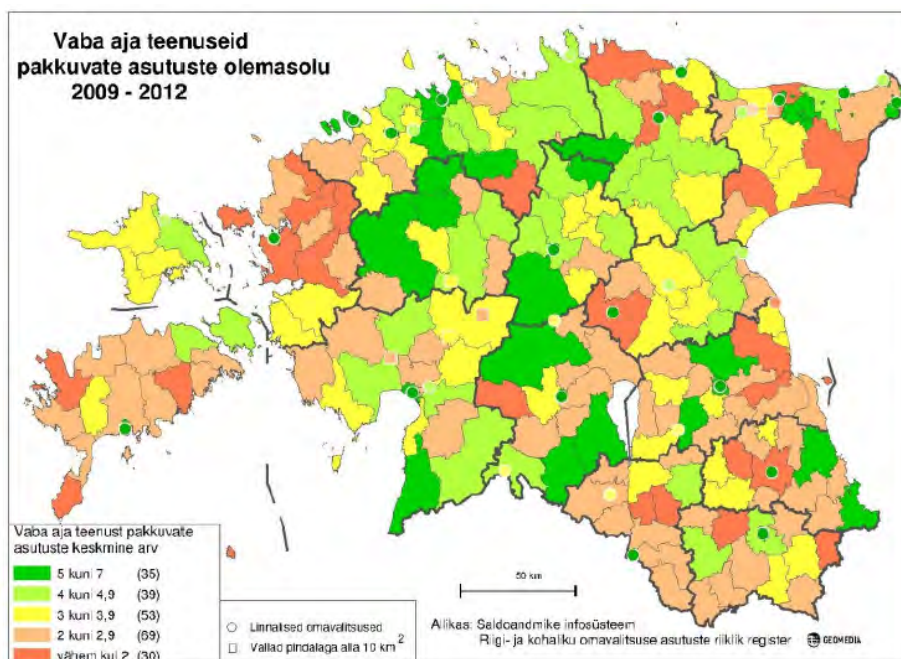 Vaba aja teenuseid
pakkuvate asutuste olemasolu
2009 - 2012
Vaba aja teenust pakkuvate
asutuste keskmine arv
5 kuni 7 (35)
4 kuni 4,9 (39)
3 kuni 3,9 (53)
2 kuni 2,9 (69)
vähem kui 2 (30)
Linnalised omavalitsused
Vallad pindalaga alla 10 km²
50 km
Allikas: Saldoandmike infosüsteem
Riigi- ja kohaliku omavalitsuse asutuste riiklik register
GEOMEDIA